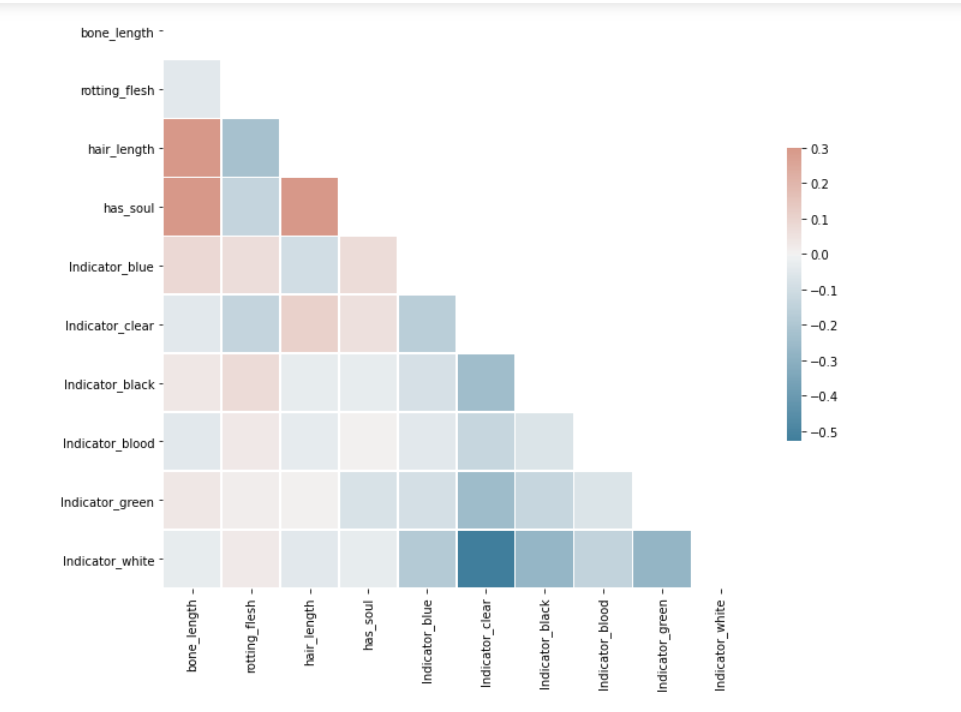 bone_length
rotting_flesh
hair_length
has_soul
Indicator_blue
Indicator_clear
Indicator_black
Indicator_blood
Indicator_green
Indicator_white
0.3
0.2
0.1
0.0
−0.1
−0.2
−0.3
−0.4
−0.5
bone_length
rotting_flesh
hair_length
has_soul
Indicator_blue
Indicator_clear
Indicator_black
Indicator_blood
Indicator_green
Indicator_white